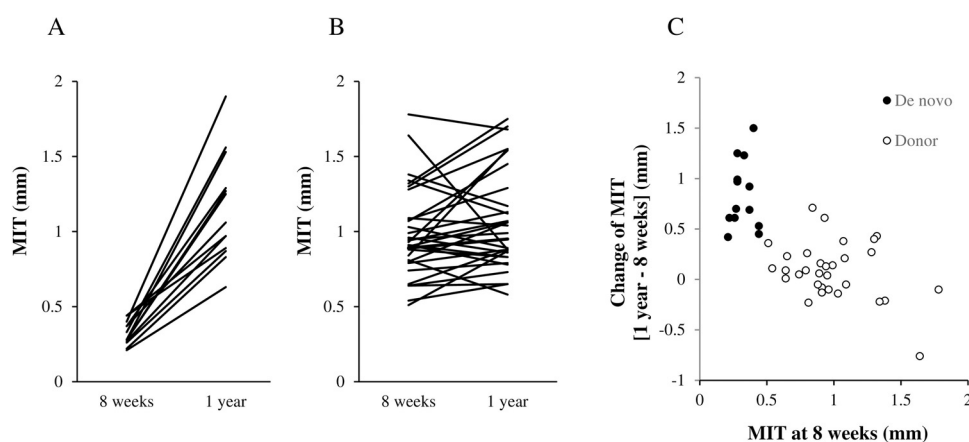 A
MIT (mm)
2
1.5
1
0.5
0
8 weeks 1 year
B
MIT (mm)
2
1.5
1
0.5
0
8 weeks 1 year
C
Change of MIT
[1 year - 8 weeks] (mm)
2
1.5
1
0.5
0
-0.5
-1
De novo
Donor
0 0.5 1 1.5 2
MIT at 8 weeks (mm)